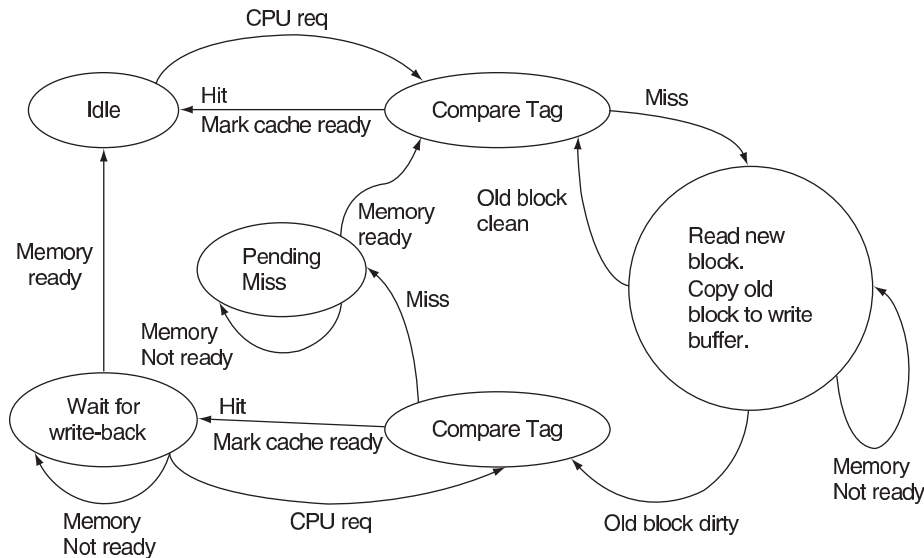 CPU req
Idle
Hit
Mark cache ready
Compare Tag
Miss
Old block
clean
Memory
ready
Pending
Miss
Read new
block.
Copy old
block to write
buffer.
Memory
ready
Miss
Memory
Not ready
Wait for
write-back
Hit
Mark cache ready
Compare Tag
Memory
Not ready
Memory
Not ready
CPU req
Old block dirty